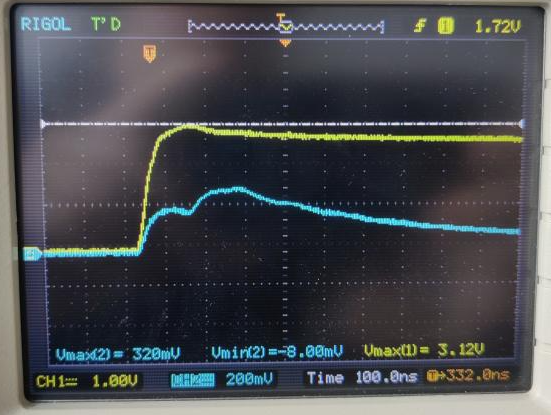 RIGOL T'D 1 1.72V
T
T
Vmax(2)= 320mV Vmin(2)=-8.00mV Vmax(1)= 3.12V
CH1 1.00V 200mV Time 100.0ns T→332.0ns